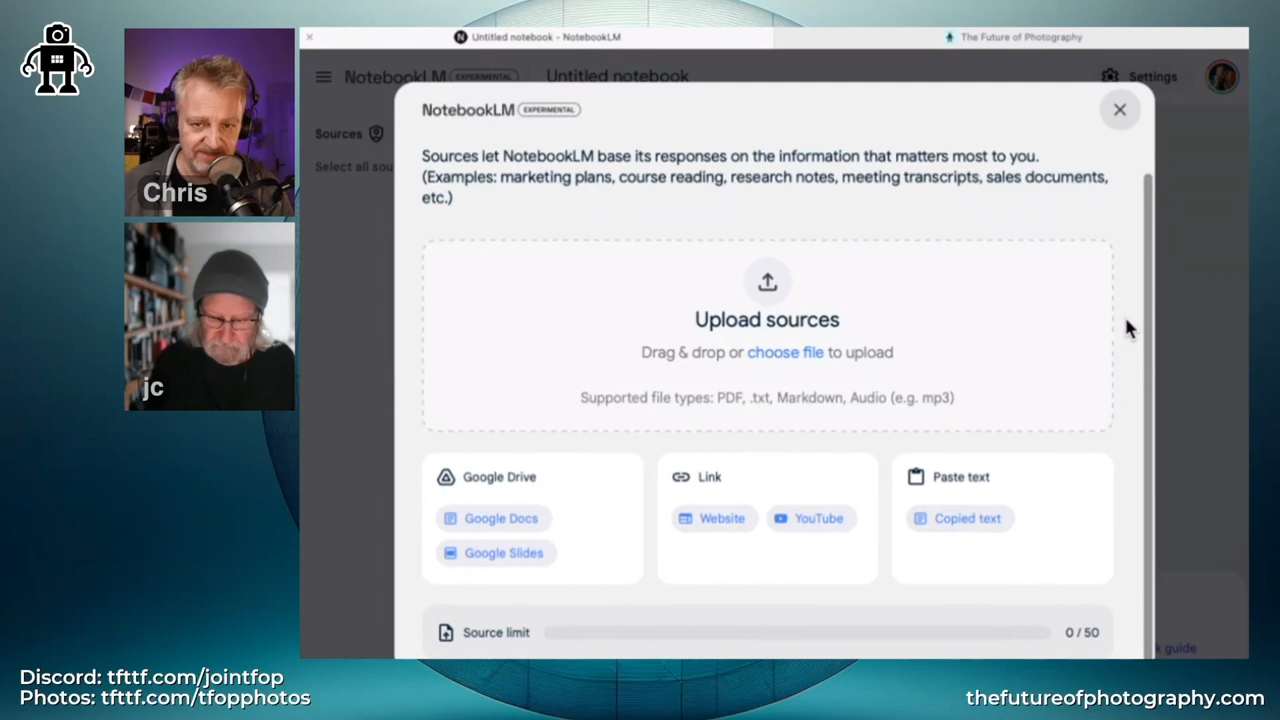 Untitled notebook - NotebookLM
The Future of Photography
NotebookLM EXPERIMENTAL
Untitled notebook
Settings
Chris
jc
Sources
Select all sou
NotebookLM EXPERIMENTAL
Sources let NotebookLM base its responses on the information that matters most to you.
(Examples: marketing plans, course reading, research notes, meeting transcripts, sales documents,
etc.)
Upload sources
Drag & drop or choose file to upload
Supported file types: PDF, .txt, Markdown, Audio (e.g. mp3)
Google Drive
Google Docs
Google Slides
Link
Website
YouTube
Paste text
Copied text
Source limit
0 / 50
k guide
Discord: tfttf.com/jointfop
Photos: tfttf.com/tfopphotos
thefutureofphotography.com